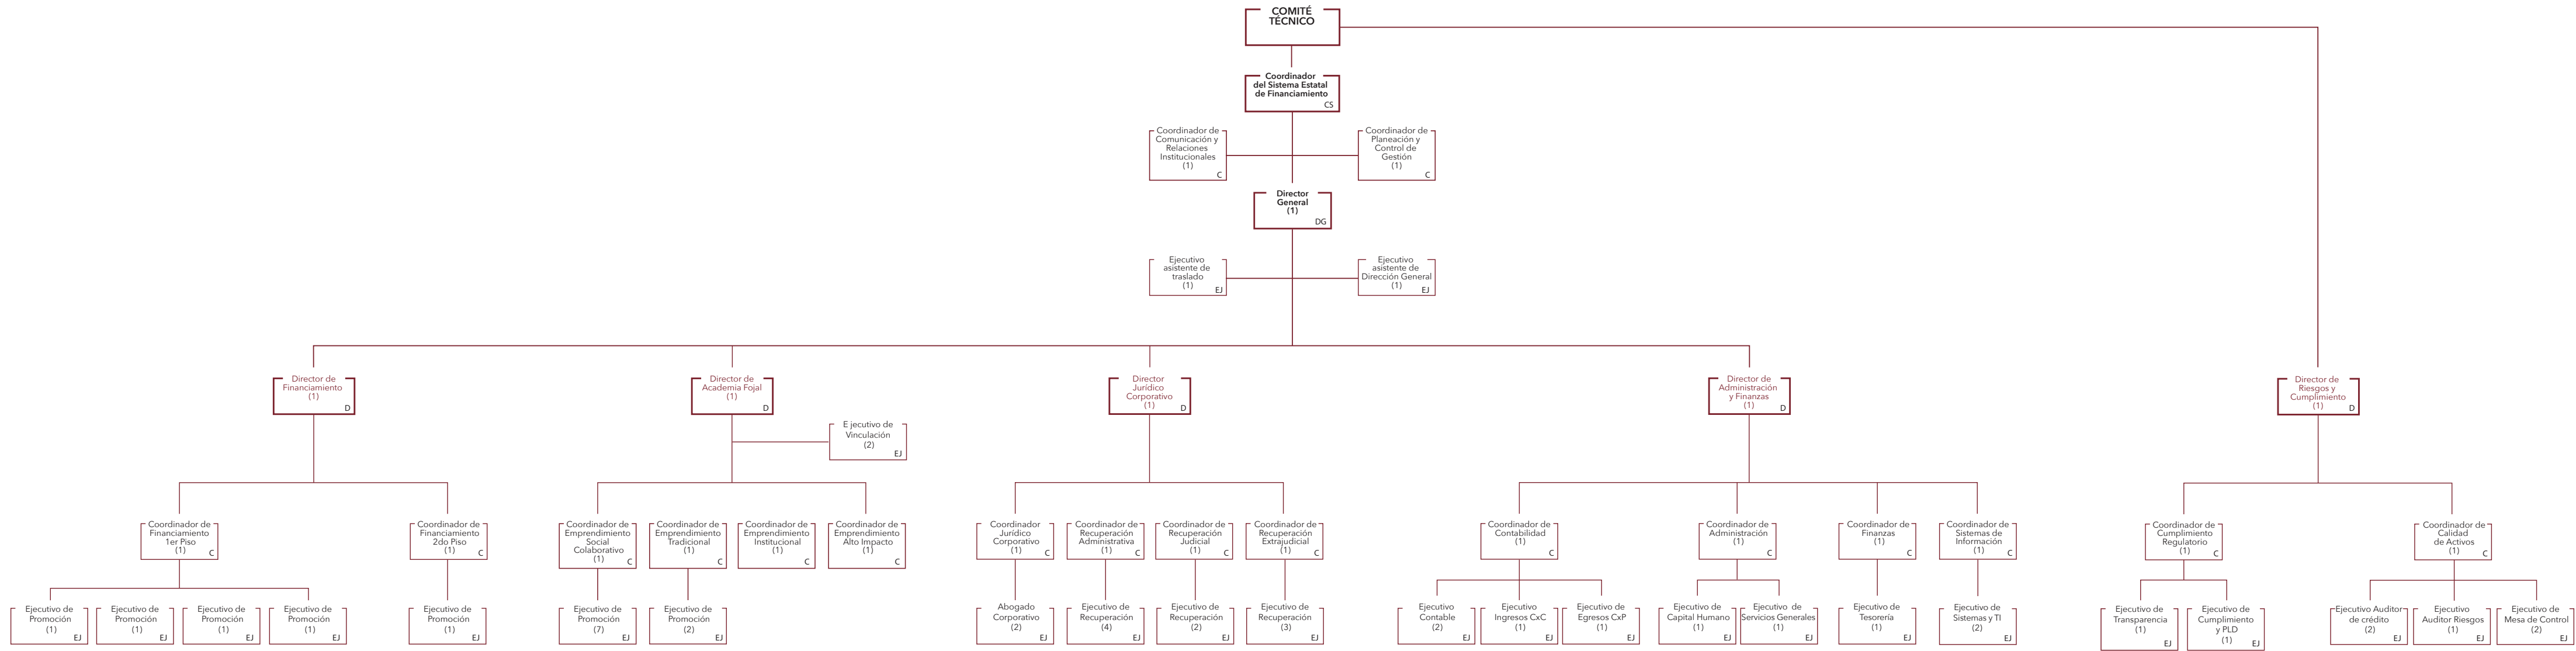 COMITÉ
TÉCNICO
Coordinador
del Sistema Estatal
de Financiamiento
CS
Coordinador de
Comunicación y
Relaciones
Institucionales
(1)
C
Coordinador de
Planeación y
Control de
Gestión
(1)
C
Director
General
(1)
DG
Ejecutivo
asistente de
traslado
(1)
EJ
Ejecutivo
asistente de
Dirección General
(1)
EJ
Director de
Financiamiento
(1)
D
Director de
Academia Fojal
(1)
D
Director
Jurídico
Corporativo
(1)
D
Director de
Administración
y Finanzas
(1)
D
Director de
Riesgos y
Cumplimiento
(1)
D
E jecutivo de
Vinculación
(2)
EJ
Coordinador de
Financiamiento
1er Piso
(1)
C
Coordinador de
Financiamiento
2do Piso
(1)
C
Coordinador de
Emprendimiento
Social
Colaborativo
(1)
C
Coordinador de
Emprendimiento
Tradicional
(1)
C
Coordinador de
Emprendimiento
Institucional
(1)
C
Coordinador de
Emprendimiento
Alto Impacto
(1)
C
Coordinador
Jurídico
Corporativo
(1)
C
Coordinador de
Recuperación
Administrativa
(1)
C
Coordinador de
Recuperación
Judicial
(1)
C
Coordinador de
Recuperación
Extrajudicial
(1)
C
Coordinador de
Contabilidad
(1)
C
Coordinador de
Administración
(1)
C
Coordinador de
Finanzas
(1)
C
Coordinador de
Sistemas de
Información
(1)
C
Coordinador de
Cumplimiento
Regulatorio
(1)
C
Coordinador de
Calidad
de Activos
(1)
C
Ejecutivo de
Promoción
(1)
EJ
Ejecutivo de
Promoción
(1)
EJ
Ejecutivo de
Promoción
(1)
EJ
Ejecutivo de
Promoción
(1)
EJ
Ejecutivo de
Promoción
(1)
EJ
Ejecutivo de
Promoción
(7)
EJ
Ejecutivo de
Promoción
(2)
EJ
Abogado
Corporativo
(2)
EJ
Ejecutivo de
Recuperación
(4)
EJ
Ejecutivo de
Recuperación
(2)
EJ
Ejecutivo de
Recuperación
(3)
EJ
Ejecutivo
Contable
(2)
EJ
Ejecutivo
Ingresos CxC
(1)
EJ
Ejecutivo de
Egresos CxP
(1)
EJ
Ejecutivo de
Capital Humano
(1)
EJ
Ejecutivo de
Servicios Generales
(1)
EJ
Ejecutivo de
Tesorería
(1)
EJ
Ejecutivo de
Sistemas y TI
(2)
EJ
Ejecutivo de
Transparencia
(1)
EJ
Ejecutivo de
Cumplimiento
y PLD
(1)
EJ
Ejecutivo Auditor
de crédito
(2)
EJ
Ejecutivo
Auditor Riesgos
(1)
EJ
Ejecutivo de
Mesa de Control
(2)
EJ